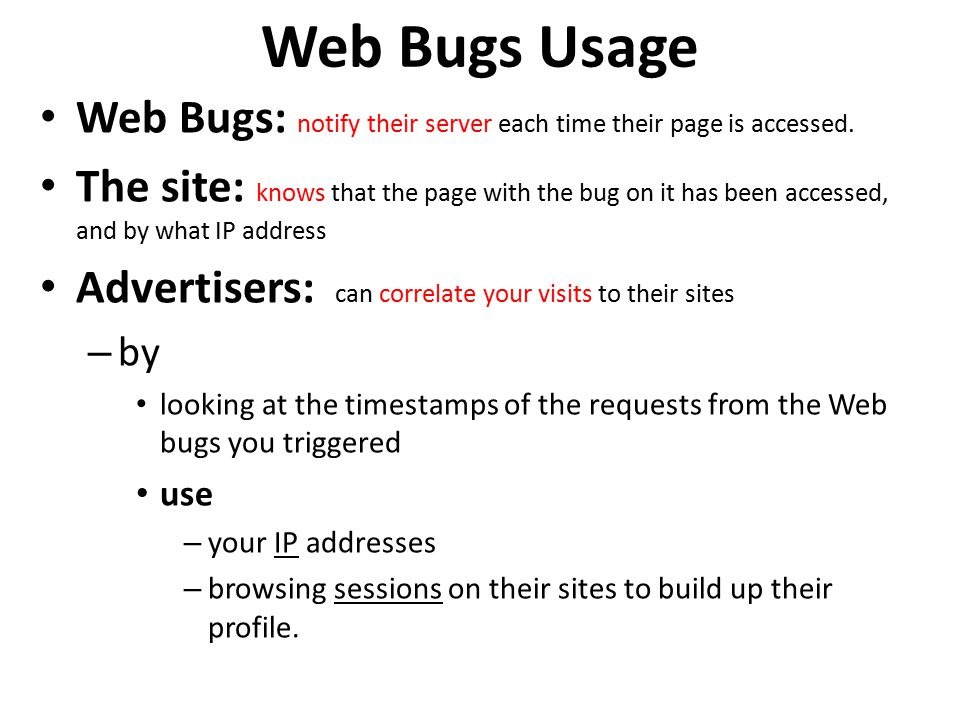 Web Bugs Usage
• Web Bugs: notify their server each time their page is accessed.
• The site: knows that the page with the bug on it has been accessed,
and by what IP address
• Advertisers: can correlate your visits to their sites
– by
• looking at the timestamps of the requests from the Web
bugs you triggered
• use
– your IP addresses
– browsing sessions on their sites to build up their
profile.